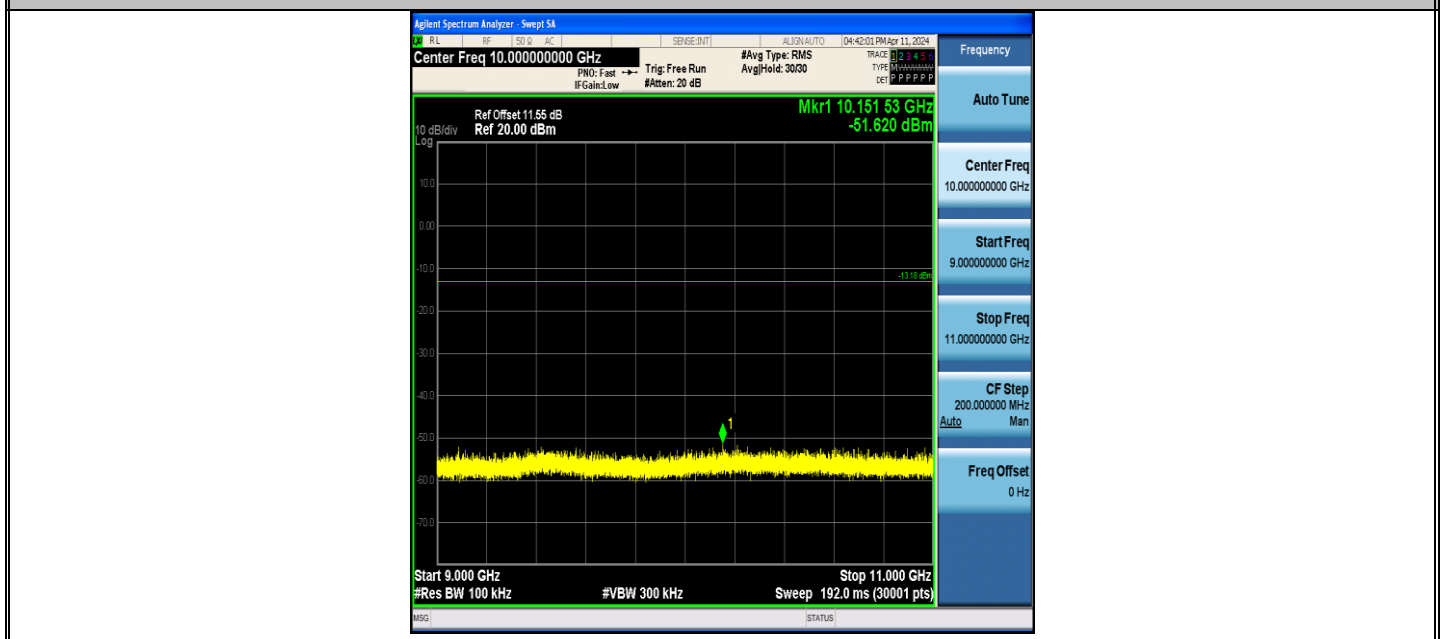 Agilent Spectrum Analyzer - Swept SA
RL RF 50 Ω AC SENSE:INT ALIGN AUTO 04:42:01 PM Apr 11, 2024
Center Freq 10.000000000 GHz
PNO: Fast
IFGain:Low
Trig: Free Run
#Atten: 20 dB
#Avg Type: RMS
Avg|Hold: 30/30
TRACE 1 2 3 4 5 6
TYPE M
DET P P P P P P
Mkr1 10.151 53 GHz
-51.620 dBm
Ref Offset 11.55 dB
10 dB/div Ref 20.00 dBm
Log
10.0
0.00
-10.0
-13.18 dBm
-20.0
-30.0
-40.0
1
-50.0
-60.0
-70.0
Start 9.000 GHz Stop 11.000 GHz
#Res BW 100 kHz #VBW 300 kHz Sweep 192.0 ms (30001 pts)
MSG STATUS
Frequency
Auto Tune
Center Freq
10.000000000 GHz
Start Freq
9.000000000 GHz
Stop Freq
11.000000000 GHz
CF Step
200.000000 MHz
Auto Man
Freq Offset
0 Hz